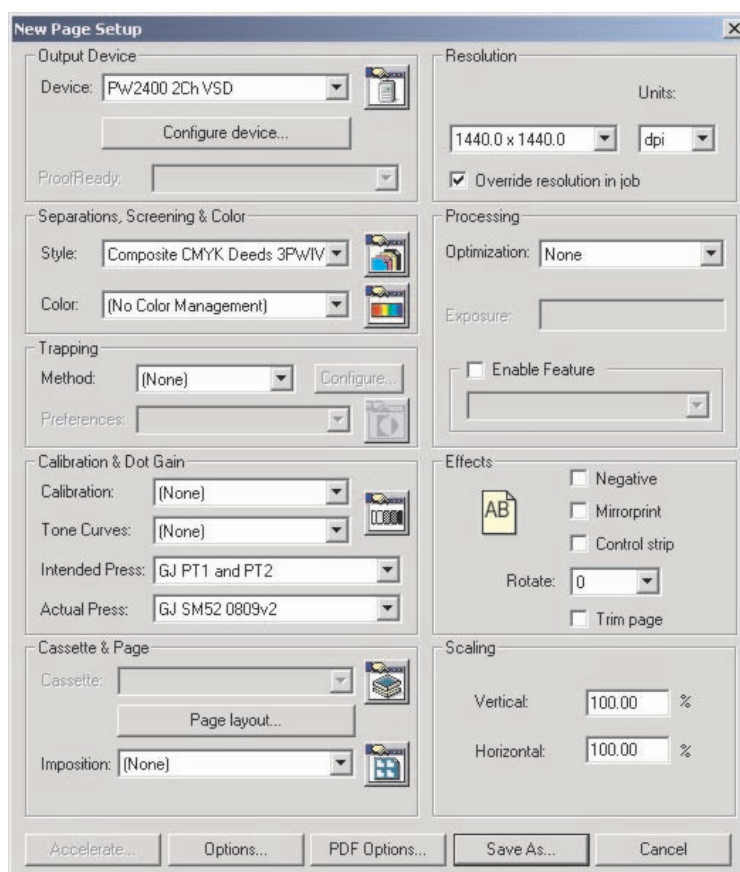 New Page Setup
Output Device
Device: PW2400 2Ch VSD
Configure device...
ProofReady:
Resolution
Units:
1440.0 x 1440.0 dpi
Override resolution in job
Separations, Screening & Color
Style: Composite CMYK Deeds 3PWIV
Color: (No Color Management)
Processing
Optimization: None
Exposure:
Enable Feature
Trapping
Method: (None) Configure...
Preferences:
Calibration & Dot Gain
Calibration: (None)
Tone Curves: (None)
Intended Press: GJ PT1 and PT2
Actual Press: GJ SM52 0809v2
Effects
AB
Negative
Mirrorprint
Control strip
Rotate: 0
Trim page
Cassette & Page
Cassette:
Page layout...
Imposition: (None)
Scaling
Vertical: 100.00 %
Horizontal: 100.00 %
Accelerate... Options... PDF Options... Save As... Cancel